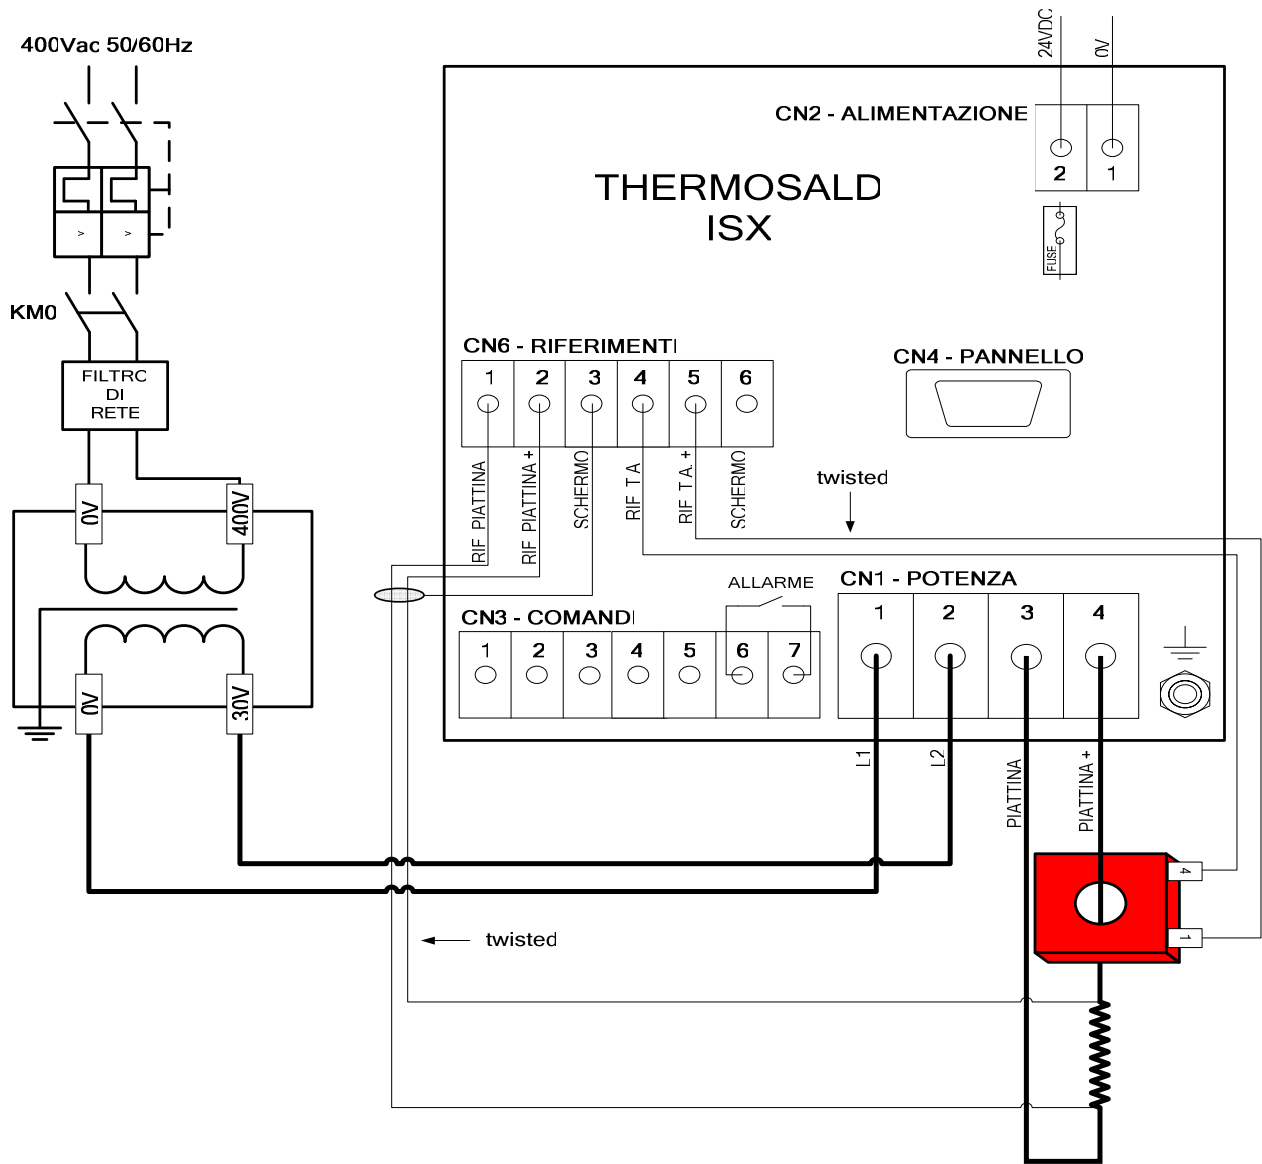 400Vac 50/60Hz
24VDC
0V
CN2 - ALIMENTAZIONE
2
1
THERMOSALD
ISX
>
>
FUSE
KM0
FILTRO
DI
RETE
CN6 - RIFERIMENTI
1
2
3
4
5
6
CN4 - PANNELLO
RIF PIATTINA
RIF PIATTINA +
SCHERMO
RIF T A
RIF T A. +
SCHERMO
twisted
0V
400V
ALLARME
CN1 - POTENZA
1
2
3
4
CN3 - COMANDI
1
2
3
4
5
6
7
0V
30V
L1
L2
PIATTINA
PIATTINA +
4
1
twisted